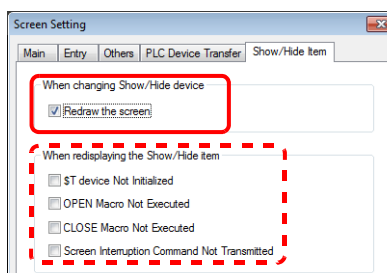 Screen Setting
Main Entry Others PLC Device Transfer Show/Hide Item
When changing Show/Hide device
Redraw the screen
When redisplaying the Show/Hide item
$T device Not Initialized
OPEN Macro Not Executed
CLOSE Macro Not Executed
Screen Interruption Command Not Transmitted